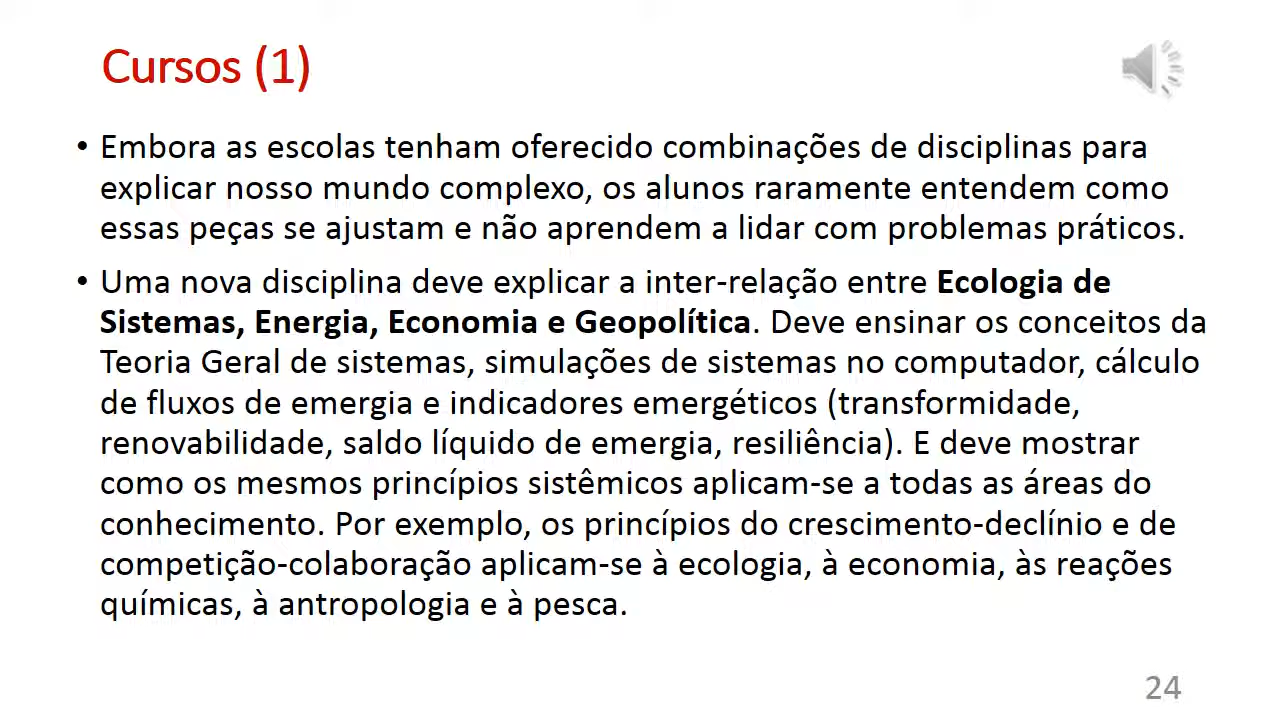 Cursos (1)
• Embora as escolas tenham oferecido combinações de disciplinas para
explicar nosso mundo complexo, os alunos raramente entendem como
essas peças se ajustam e não aprendem a lidar com problemas práticos.
• Uma nova disciplina deve explicar a inter-relação entre Ecologia de
Sistemas, Energia, Economia e Geopolítica. Deve ensinar os conceitos da
Teoria Geral de sistemas, simulações de sistemas no computador, cálculo
de fluxos de emergia e indicadores emergéticos (transformidade,
renovabilidade, saldo líquido de emergia, resiliência). E deve mostrar
como os mesmos princípios sistêmicos aplicam-se a todas as áreas do
conhecimento. Por exemplo, os princípios do crescimento-declínio e de
competição-colaboração aplicam-se à ecologia, à economia, às reações
químicas, à antropologia e à pesca.
24